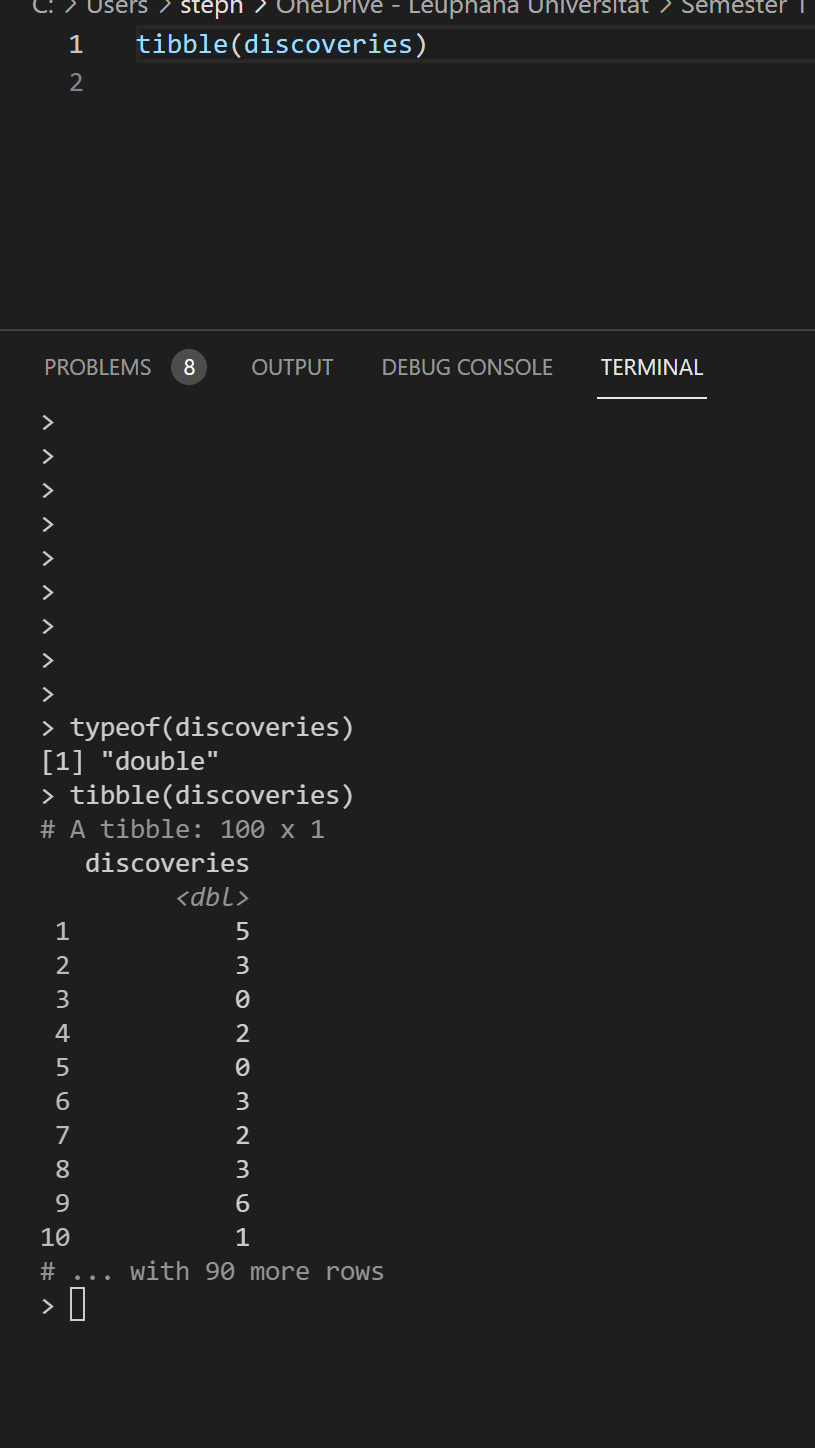 C: > Users > steph > OneDrive - Leuphana Universität > Semester 1
1 tibble(discoveries)
2
PROBLEMS 8 OUTPUT DEBUG CONSOLE TERMINAL
>
>
>
>
>
>
>
>
>
> typeof(discoveries)
[1] "double"
> tibble(discoveries)
# A tibble: 100 x 1
discoveries
<dbl>
1 5
2 3
3 0
4 2
5 0
6 3
7 2
8 3
9 6
10 1
# ... with 90 more rows
>